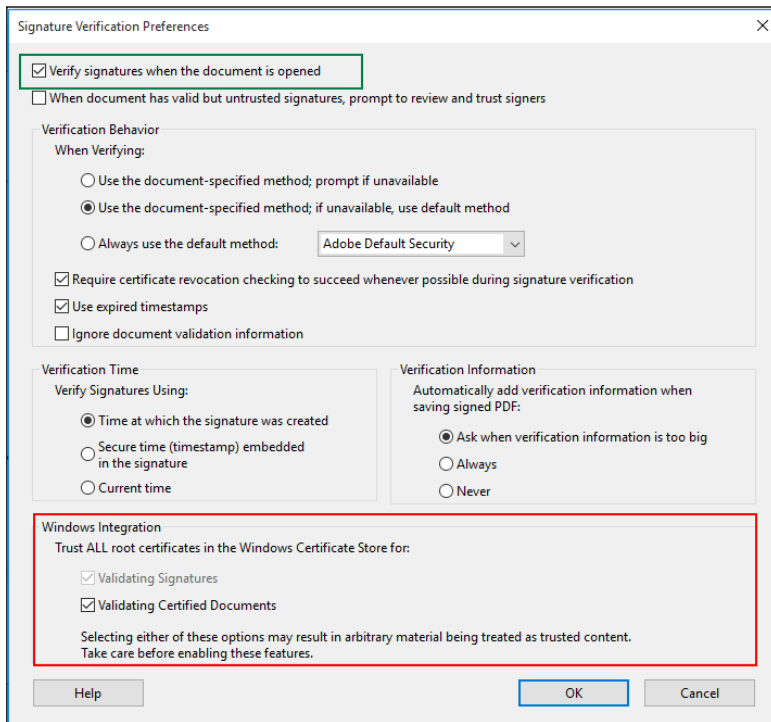 Signature Verification Preferences
Verify signatures when the document is opened
When document has valid but untrusted signatures, prompt to review and trust signers
Verification Behavior
When Verifying:
Use the document-specified method; prompt if unavailable
Use the document-specified method; if unavailable, use default method
Always use the default method: Adobe Default Security
Require certificate revocation checking to succeed whenever possible during signature verification
Use expired timestamps
Ignore document validation information
Verification Time
Verify Signatures Using:
Time at which the signature was created
Secure time (timestamp) embedded
in the signature
Current time
Verification Information
Automatically add verification information when
saving signed PDF:
Ask when verification information is too big
Always
Never
Windows Integration
Trust ALL root certificates in the Windows Certificate Store for:
Validating Signatures
Validating Certified Documents
Selecting either of these options may result in arbitrary material being treated as trusted content.
Take care before enabling these features.
Help OK Cancel